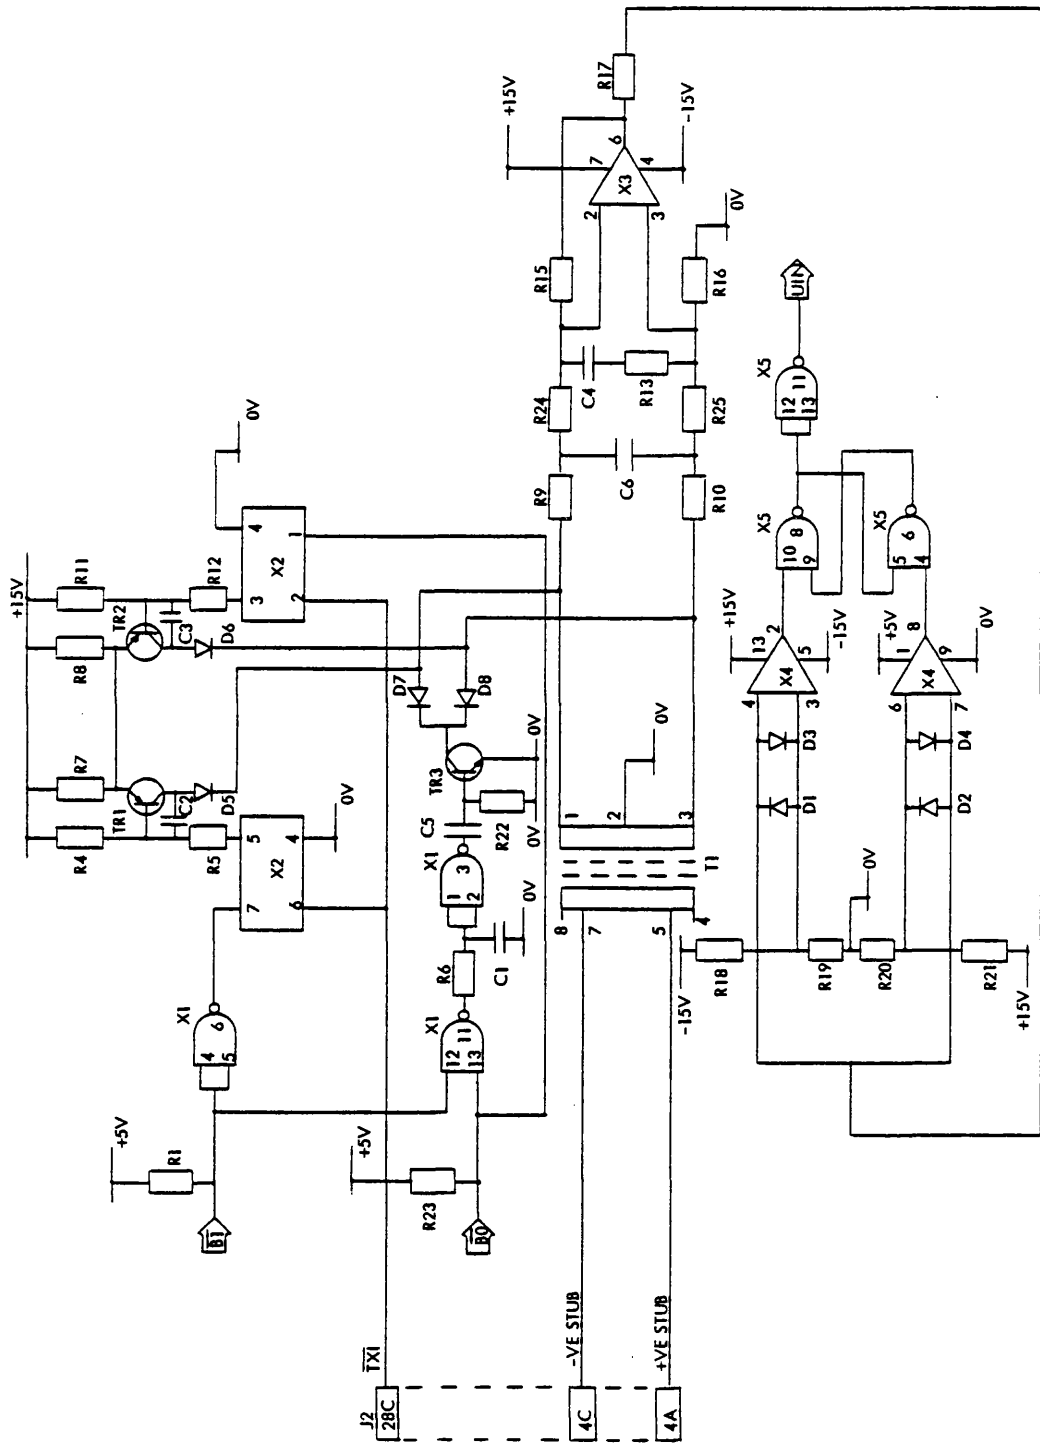 +15V
R4
R7
R8
R11
TR1
TR2
C2
C3
R5
D5
D6
R12
5
X2
7
6
4
0V
3
X2
4
2
1
0V
+5V
R1
B1
X1
4
5
6
+5V
R23
B0
X1
12
13
11
R6
C1
0V
X1
1
2
3
C5
R22
0V
TR3
0V
D7
D8
J2
28C
TX1
4C
-VE STUB
4A
+VE STUB
8
7
5
4
T1
1
2
3
0V
R9
R10
C6
R24
R25
C4
R13
R15
R16
0V
2
3
X3
7
4
6
+15V
-15V
R17
-15V
R18
R19
R20
R21
+15V
0V
D1
D3
D2
D4
4
3
X4
13
5
2
+15V
-15V
6
7
X4
1
9
8
+5V
0V
X5
10
9
8
X5
5
4
6
X5
12
13
11
UIN